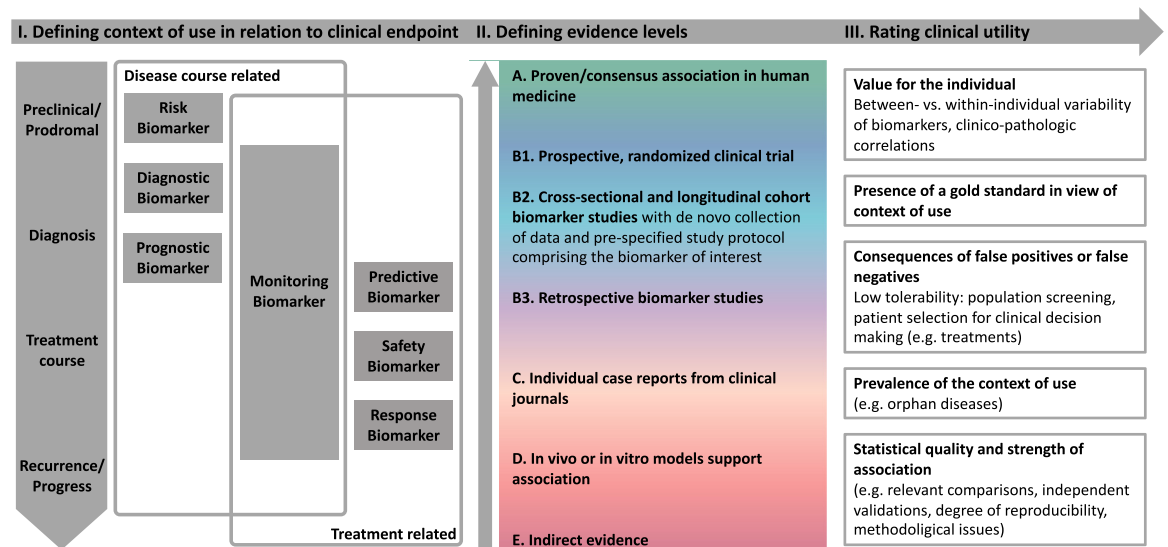 I. Defining context of use in relation to clinical endpoint
II. Defining evidence levels
III. Rating clinical utility
Preclinical/
Prodromal
Diagnosis
Treatment
course
Recurrence/
Progress
Disease course related
Risk
Biomarker
Diagnostic
Biomarker
Prognostic
Biomarker
Monitoring
Biomarker
Predictive
Biomarker
Safety
Biomarker
Response
Biomarker
Treatment related
A. Proven/consensus association in human
medicine
B1. Prospective, randomized clinical trial
B2. Cross-sectional and longitudinal cohort
biomarker studies with de novo collection
of data and pre-specified study protocol
comprising the biomarker of interest
B3. Retrospective biomarker studies
C. Individual case reports from clinical
journals
D. In vivo or in vitro models support
association
E. Indirect evidence
Value for the individual
Between- vs. within-individual variability
of biomarkers, clinico-pathologic
correlations
Presence of a gold standard in view of
context of use
Consequences of false positives or false
negatives
Low tolerability: population screening,
patient selection for clinical decision
making (e.g. treatments)
Prevalence of the context of use
(e.g. orphan diseases)
Statistical quality and strength of
association
(e.g. relevant comparisons, independent
validations, degree of reproducibility,
methodoligical issues)